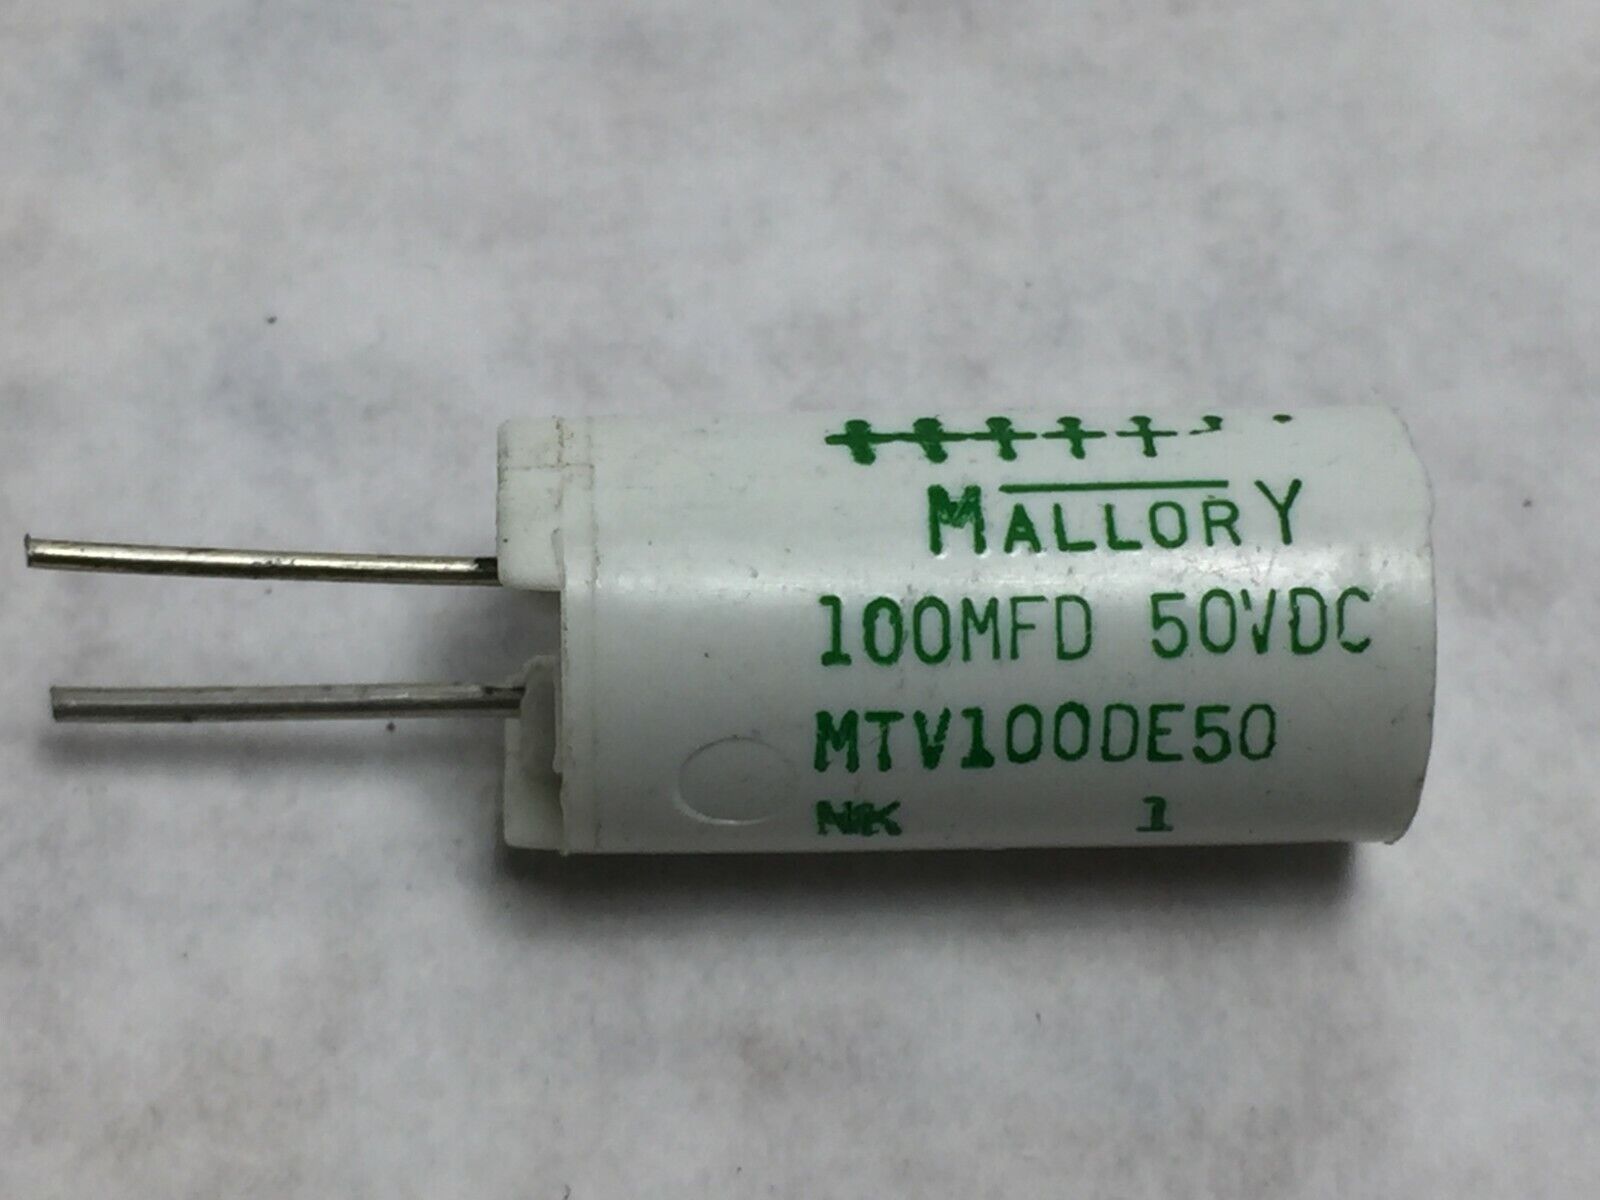 +++++
MALLORY
100MFD 50VDC
MTV100DE50
NK 1